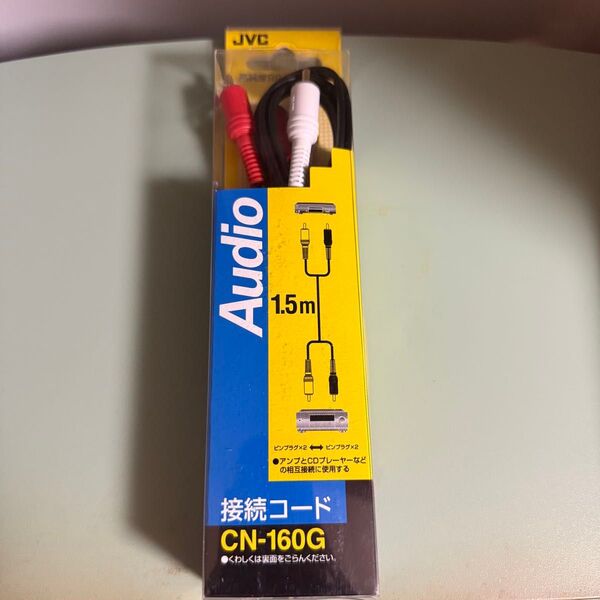 JVC
Audio
1.5m
ピンプラグ×2 ⟷ ピンプラグ×2
●アンプとCDプレーヤーなど
の相互接続に使用する
接続コード
CN-160G
●くわしくは裏面をごらんください。